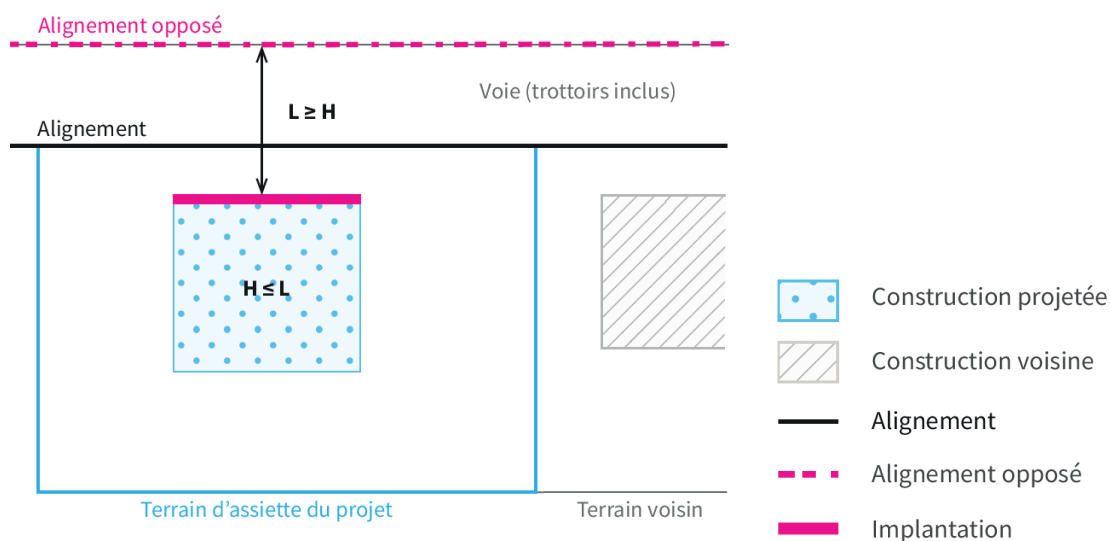 Alignement opposé
Voie (trottoirs inclus)
L ≥ H
Alignement
H ≤ L
Terrain d’assiette du projet
Terrain voisin
Construction projetée
Construction voisine
Alignement
Alignement opposé
Implantation